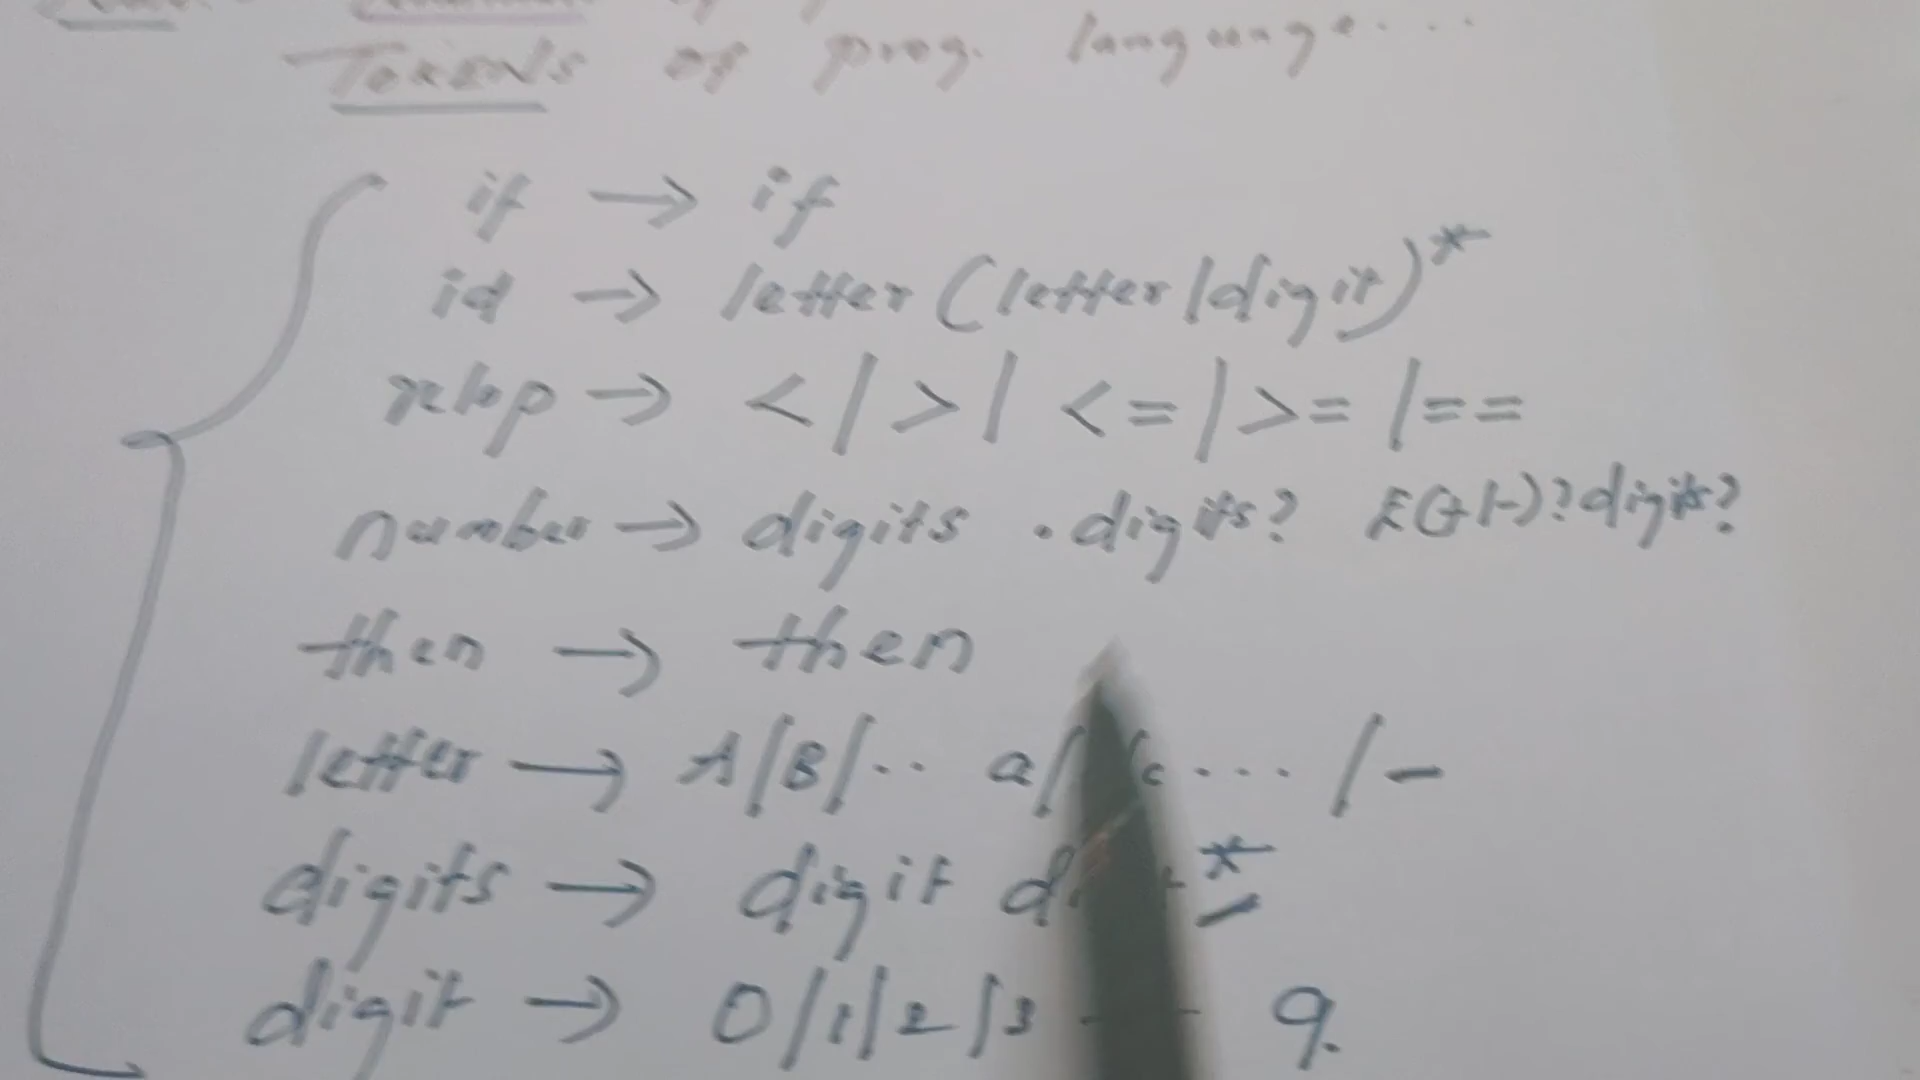 Tokens of prog. language....
if → if
id → letter (letter/digit)*
relop → < / > / <= / >= / ==
number → digits .digits? E(+/-)?digits?
then → then
letter → A/B/.. a/ c... /-
digits → digit *
digit → 0/1/2/3 - - 9.